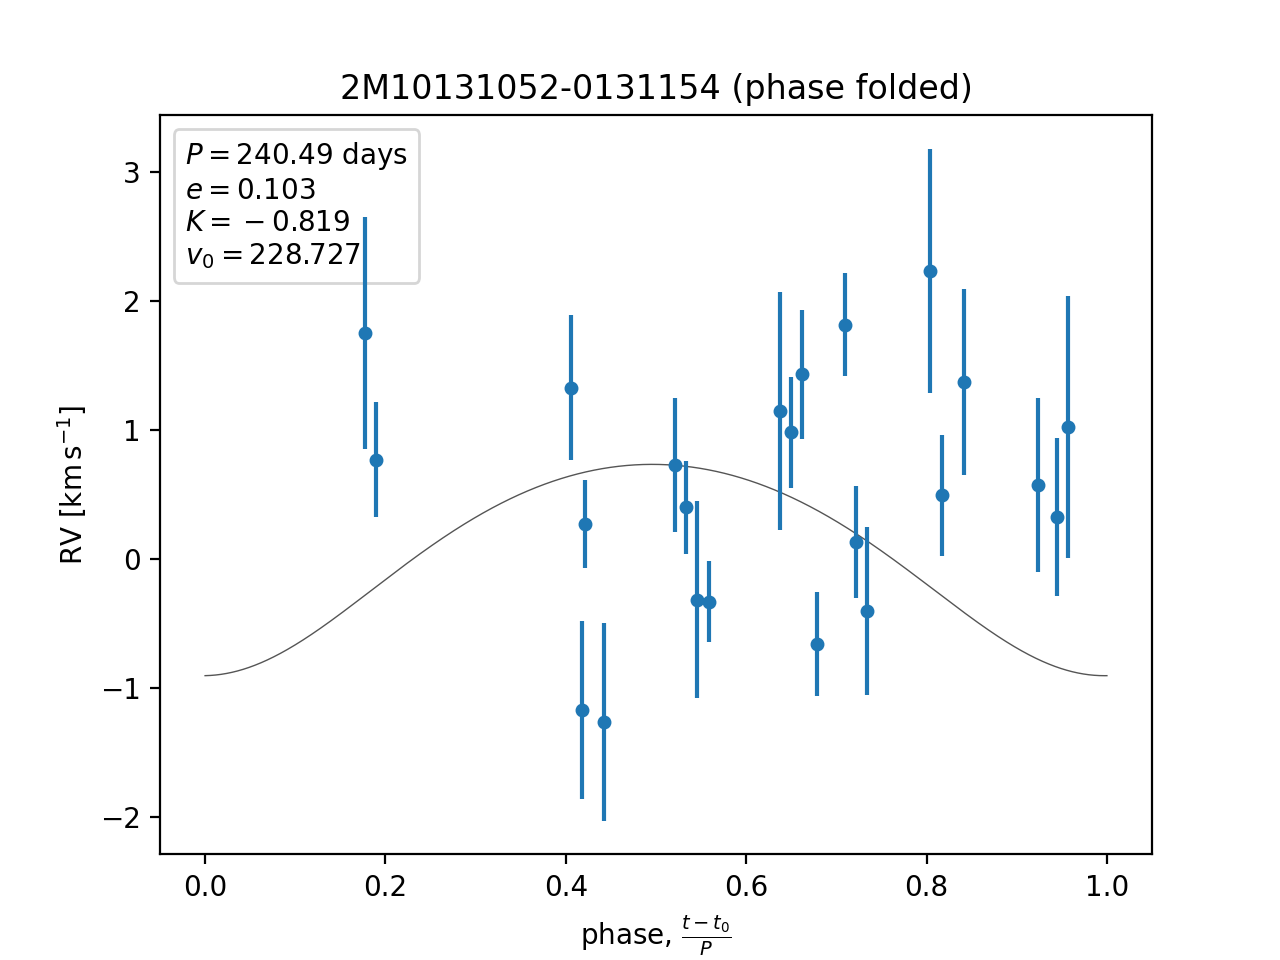 2M10131052-0131154 (phase folded)
P = 240.49 days
e = 0.103
K = −0.819
v₀ = 228.727
3
2
1
0
−1
−2
RV [km s⁻¹]
0.0 0.2 0.4 0.6 0.8 1.0
phase, (t − t₀)/P